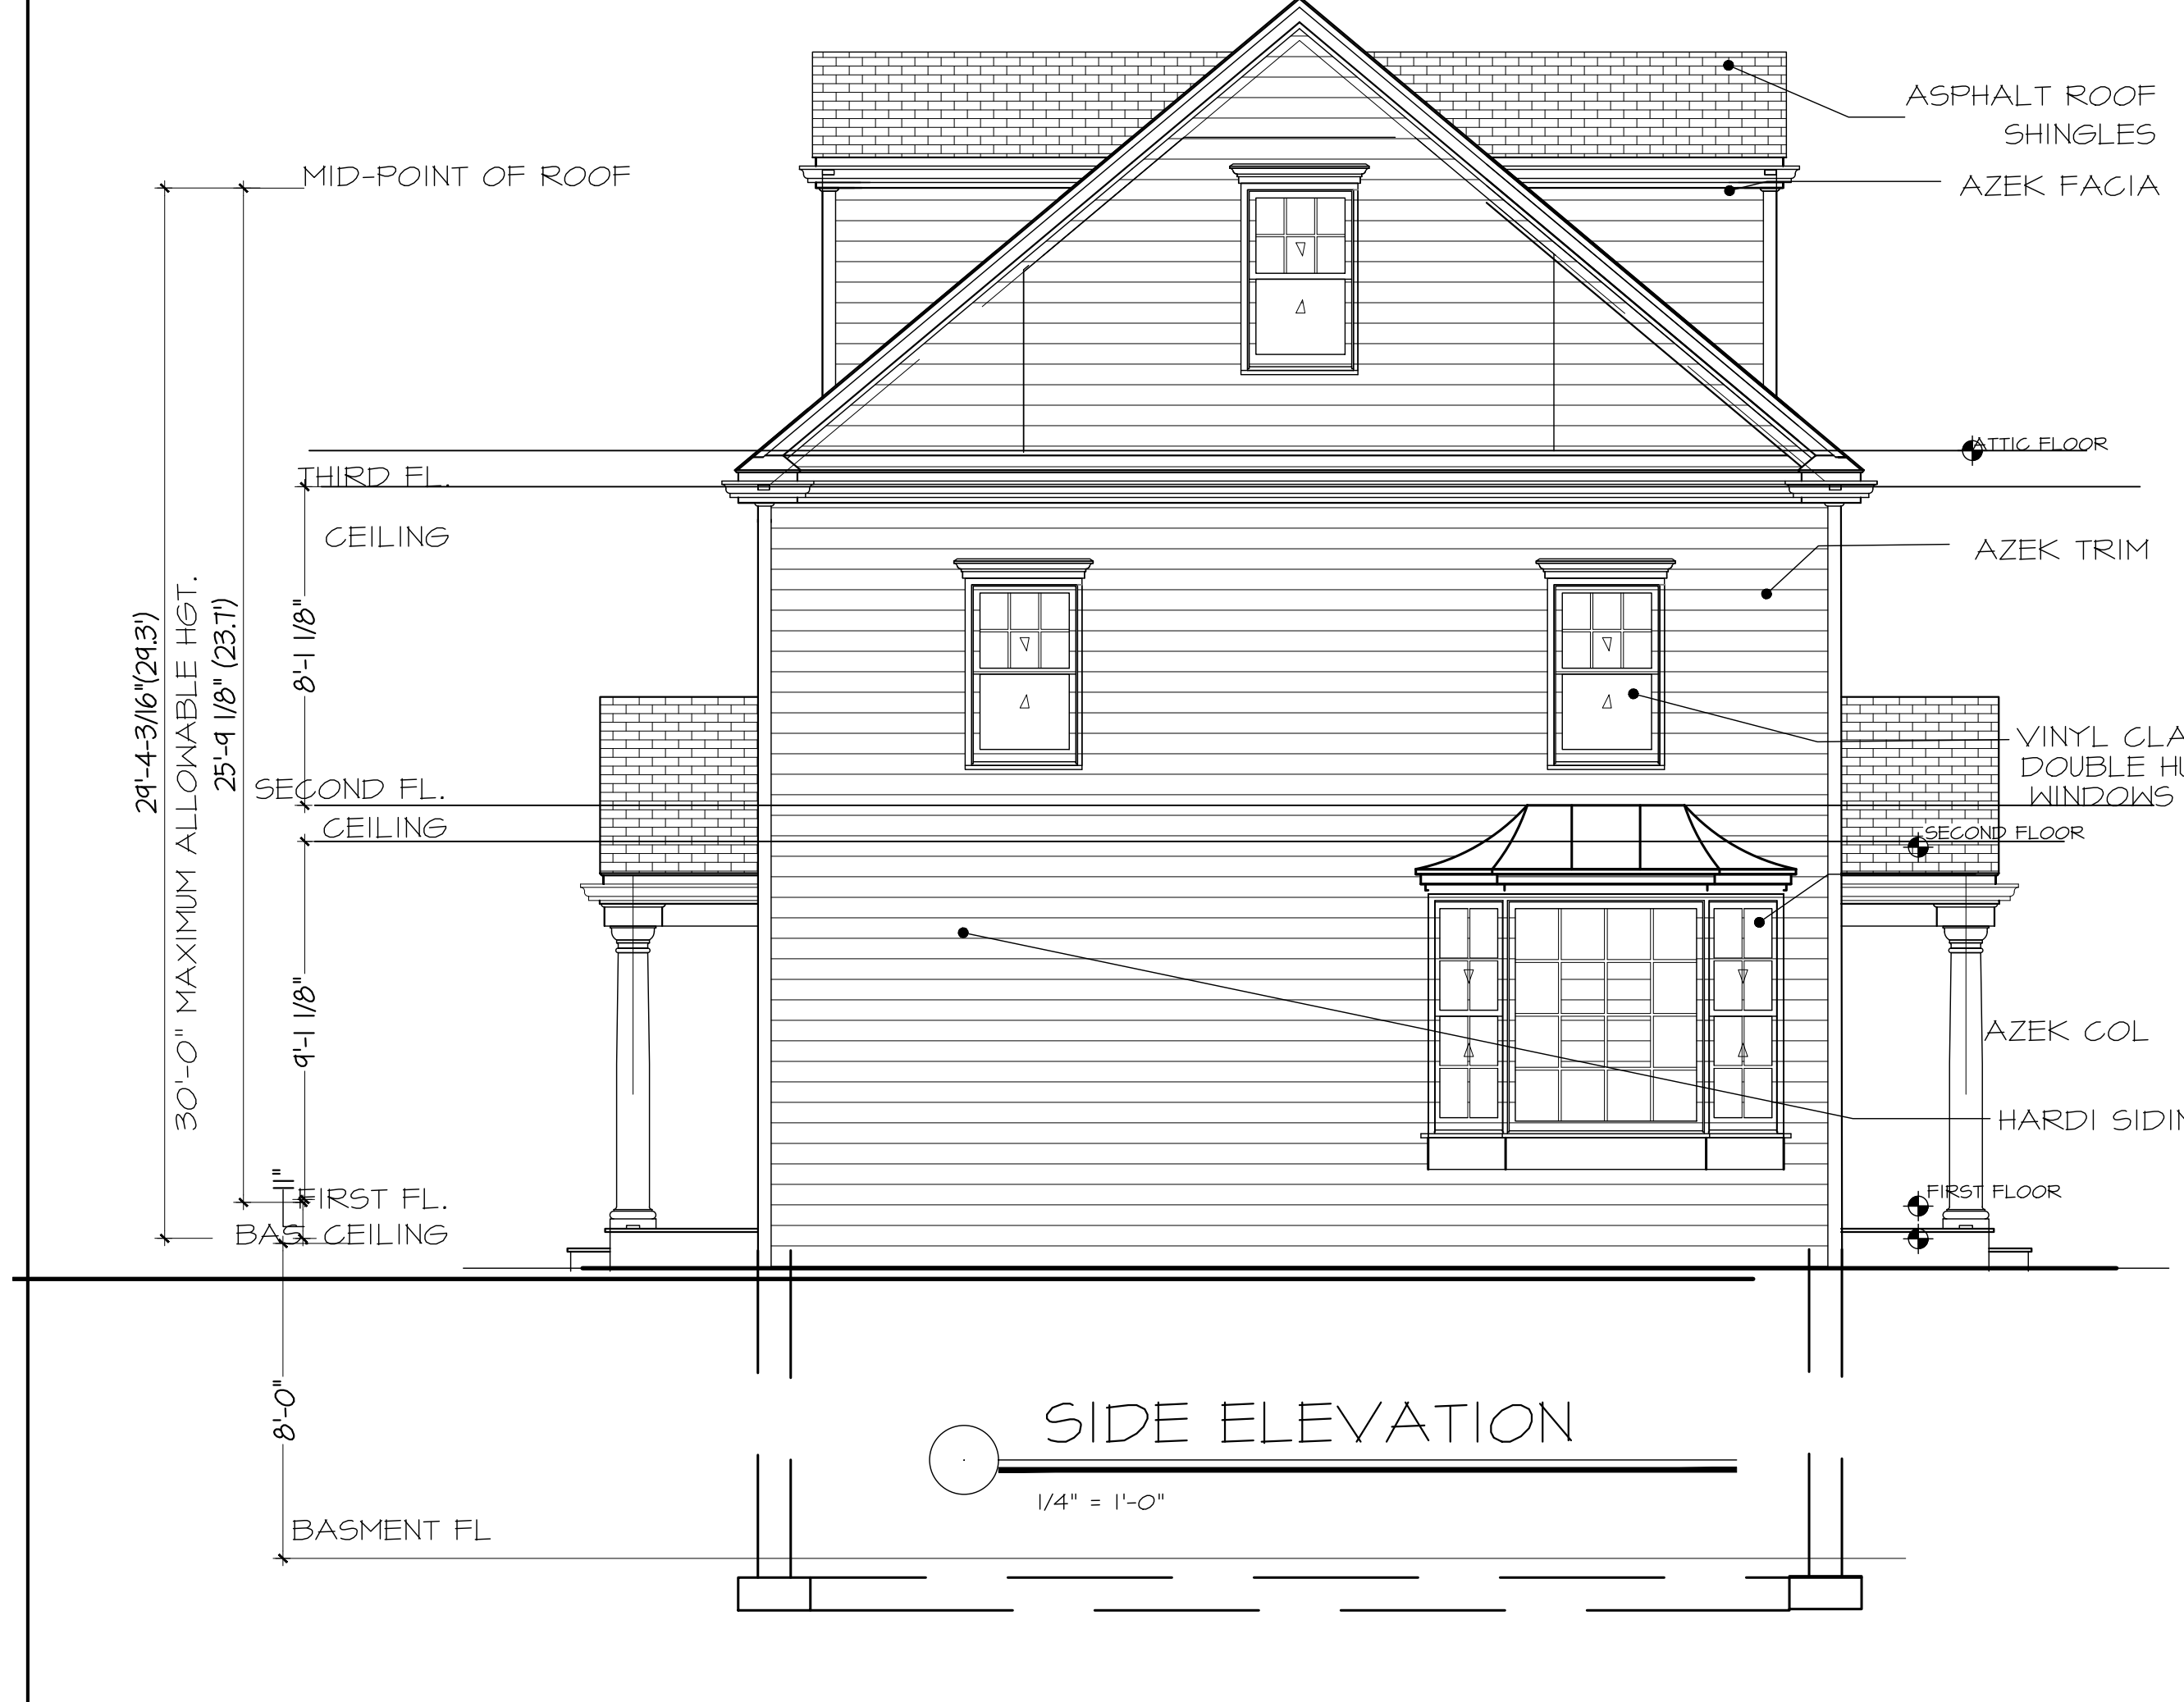 ASPHALT ROOF
SHINGLES
MID-POINT OF ROOF
AZEK FACIA
ATTIC FLOOR
THIRD FL.
CEILING
AZEK TRIM
29'-4-3/16"(29.3')
30'-0" MAXIMUM ALLOWABLE HGT.
25'-9 1/8" (23.7')
8'-1 1/8"
VINYL CLA
DOUBLE HU
WINDOWS
SECOND FL.
CEILING
SECOND FLOOR
9'-1 1/8"
AZEK COL
HARDI SIDIN
11"
FIRST FL.
BAS. CEILING
FIRST FLOOR
8'-0"
SIDE ELEVATION
1/4" = 1'-0"
BASMENT FL